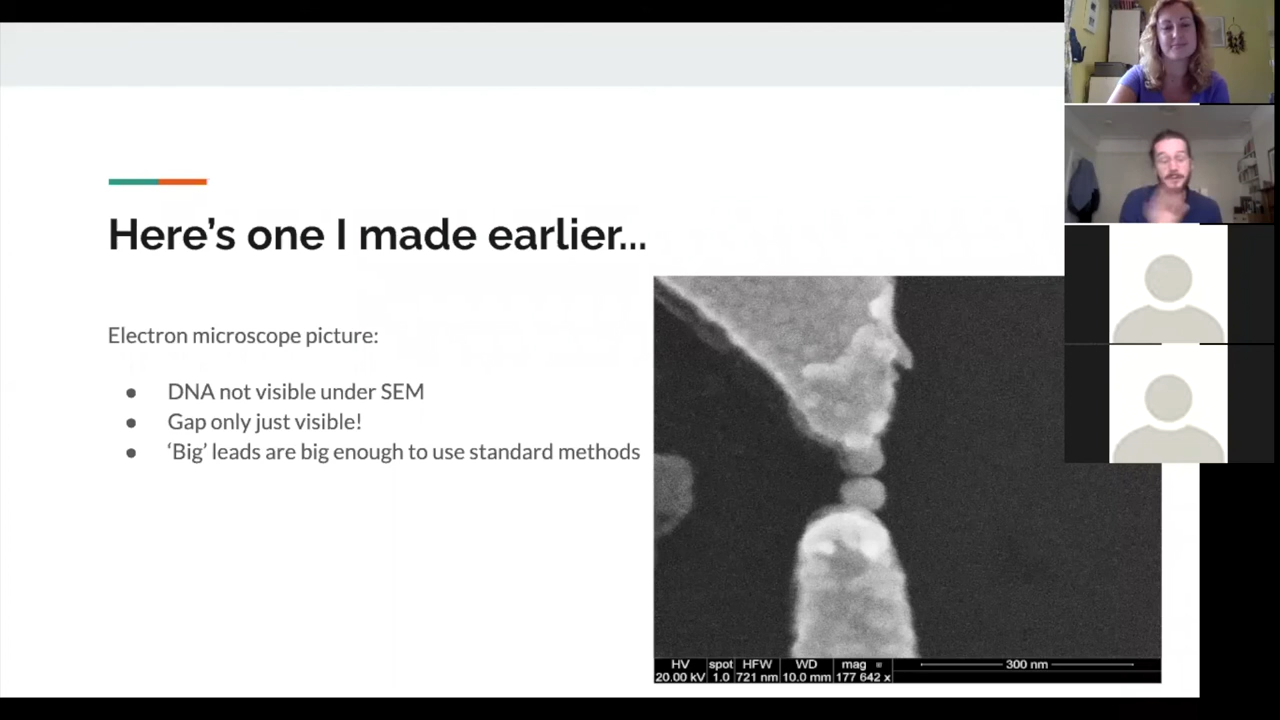 Here's one I made earlier...
Electron microscope picture:
● DNA not visible under SEM
● Gap only just visible!
● ‘Big’ leads are big enough to use standard methods
HV spot HFW WD mag 300 nm
20.00 kV 1.0 721 nm 10.0 mm 177 642 x